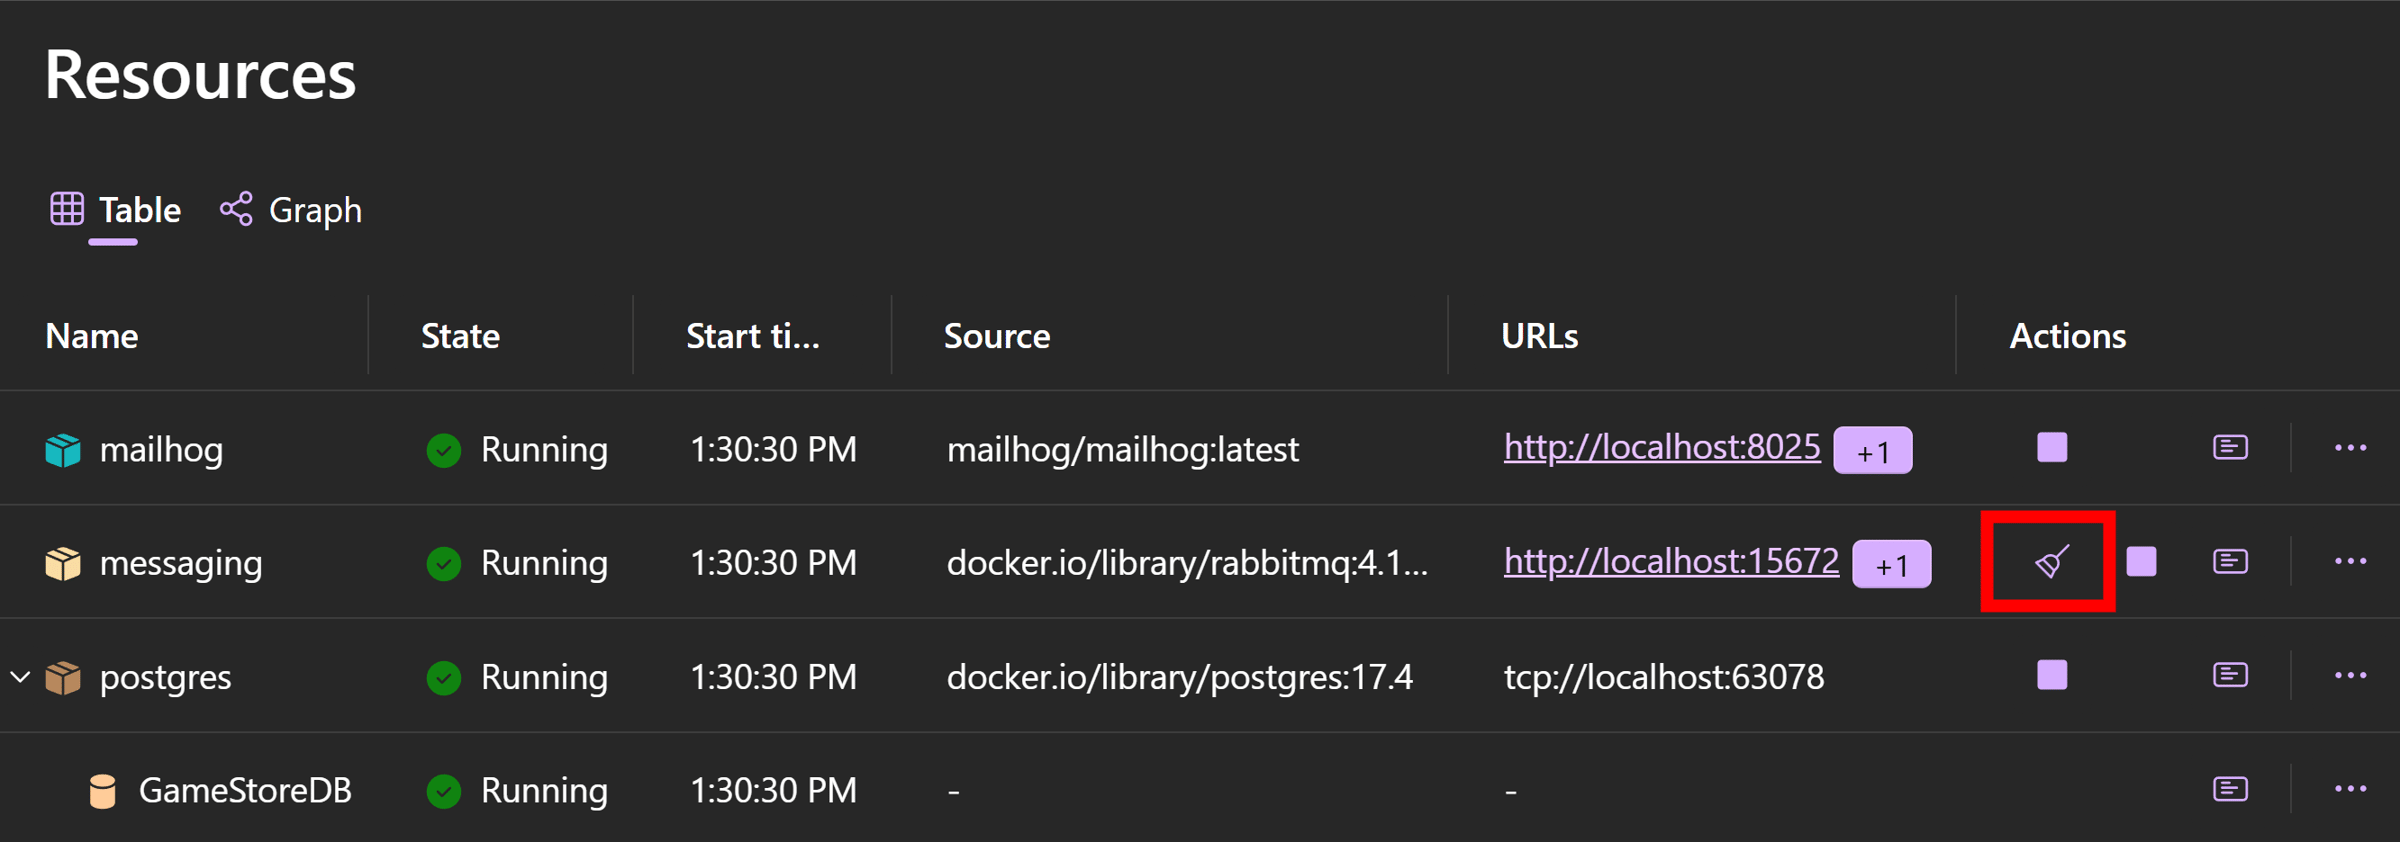 Resources
Table Graph
Name State Start ti... Source URLs Actions
mailhog Running 1:30:30 PM mailhog/mailhog:latest http://localhost:8025 +1
messaging Running 1:30:30 PM docker.io/library/rabbitmq:4.1... http://localhost:15672 +1
postgres Running 1:30:30 PM docker.io/library/postgres:17.4 tcp://localhost:63078
GameStoreDB Running 1:30:30 PM - -